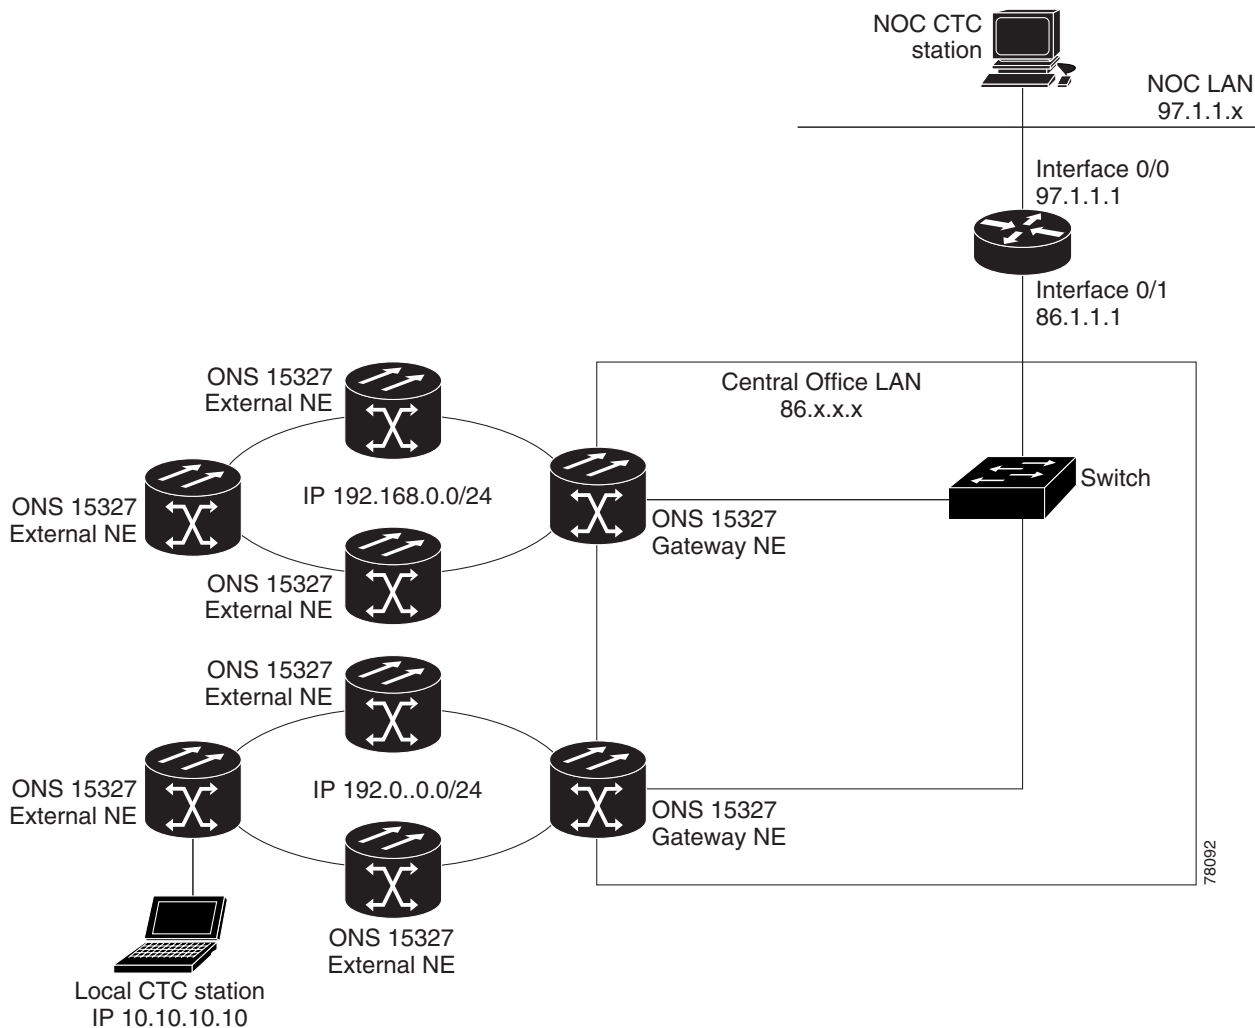 NOC CTC
station
NOC LAN
97.1.1.x
Interface 0/0
97.1.1.1
Interface 0/1
86.1.1.1
ONS 15327
External NE
Central Office LAN
86.x.x.x
ONS 15327
External NE
IP 192.168.0.0/24
Switch
ONS 15327
Gateway NE
ONS 15327
External NE
ONS 15327
External NE
ONS 15327
External NE
IP 192.0..0.0/24
ONS 15327
Gateway NE
78092
ONS 15327
External NE
Local CTC station
IP 10.10.10.10